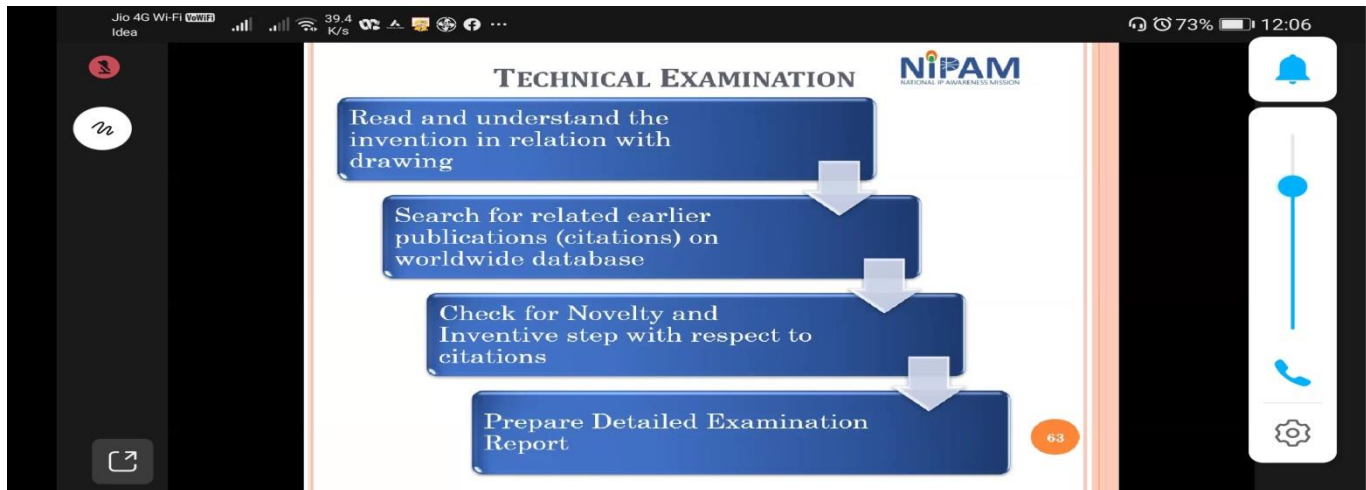 Jio 4G Wi-Fi VoWiFi
Idea
39.4
K/s
73%
12:06
TECHNICAL EXAMINATION
NiPAM
NATIONAL IP AWARENESS MISSION
Read and understand the
invention in relation with
drawing
Search for related earlier
publications (citations) on
worldwide database
Check for Novelty and
Inventive step with respect to
citations
Prepare Detailed Examination
Report
63